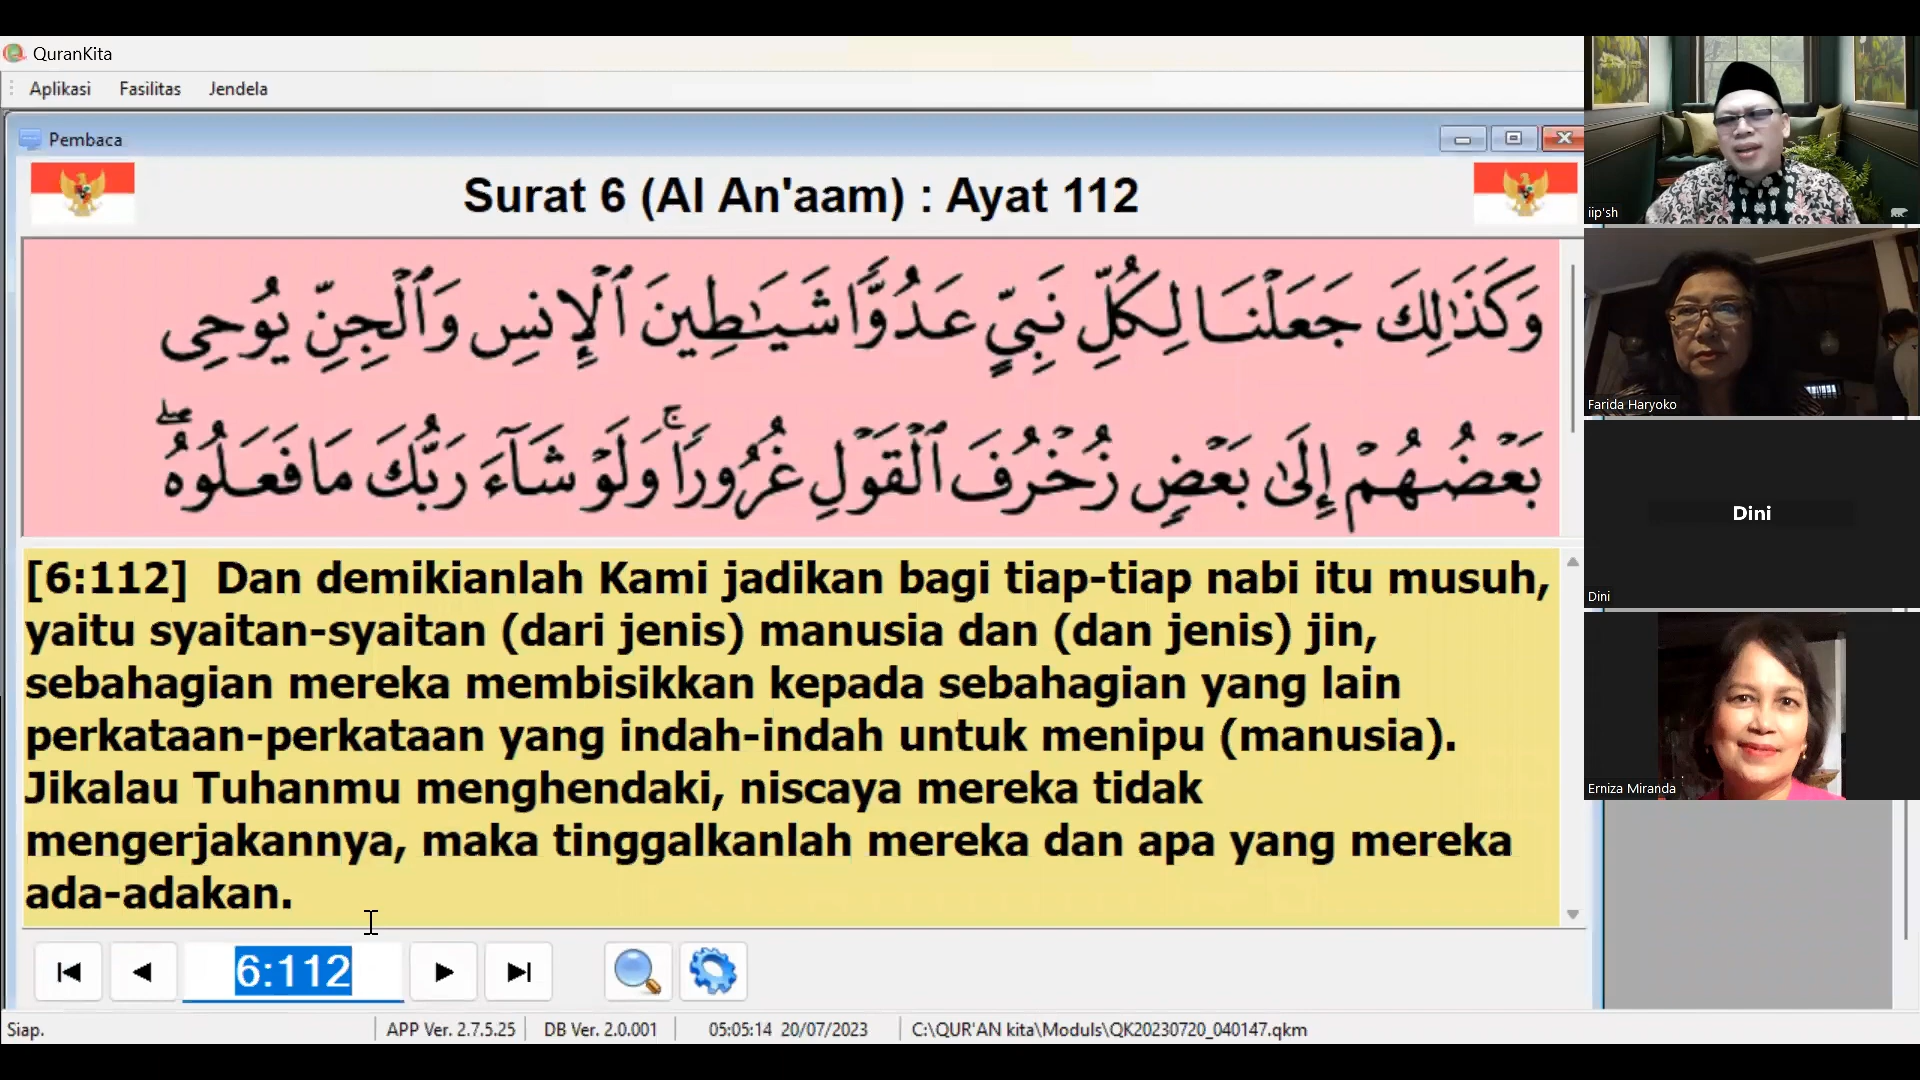 QuranKita
Aplikasi Fasilitas Jendela
Pembaca
Surat 6 (Al An'aam) : Ayat 112
وَكَذَٰلِكَ جَعَلْنَا لِكُلِّ نَبِيٍّ عَدُوًّا شَيَـٰطِينَ ٱلْإِنسِ وَٱلْجِنِّ يُوحِى
بَعْضُهُمْ إِلَىٰ بَعْضٍ زُخْرُفَ ٱلْقَوْلِ غُرُورًا ۚ وَلَوْ شَآءَ رَبُّكَ مَا فَعَلُوهُ ۖ
[6:112] Dan demikianlah Kami jadikan bagi tiap-tiap nabi itu musuh,
yaitu syaitan-syaitan (dari jenis) manusia dan (dan jenis) jin,
sebahagian mereka membisikkan kepada sebahagian yang lain
perkataan-perkataan yang indah-indah untuk menipu (manusia).
Jikalau Tuhanmu menghendaki, niscaya mereka tidak
mengerjakannya, maka tinggalkanlah mereka dan apa yang mereka
ada-adakan.
6:112
Siap. APP Ver. 2.7.5.25 DB Ver. 2.0.001 05:05:14 20/07/2023 C:\QUR'AN kita\Moduls\QK20230720_040147.qkm
iip'sh
Farida Haryoko
Dini
Dini
Erniza Miranda